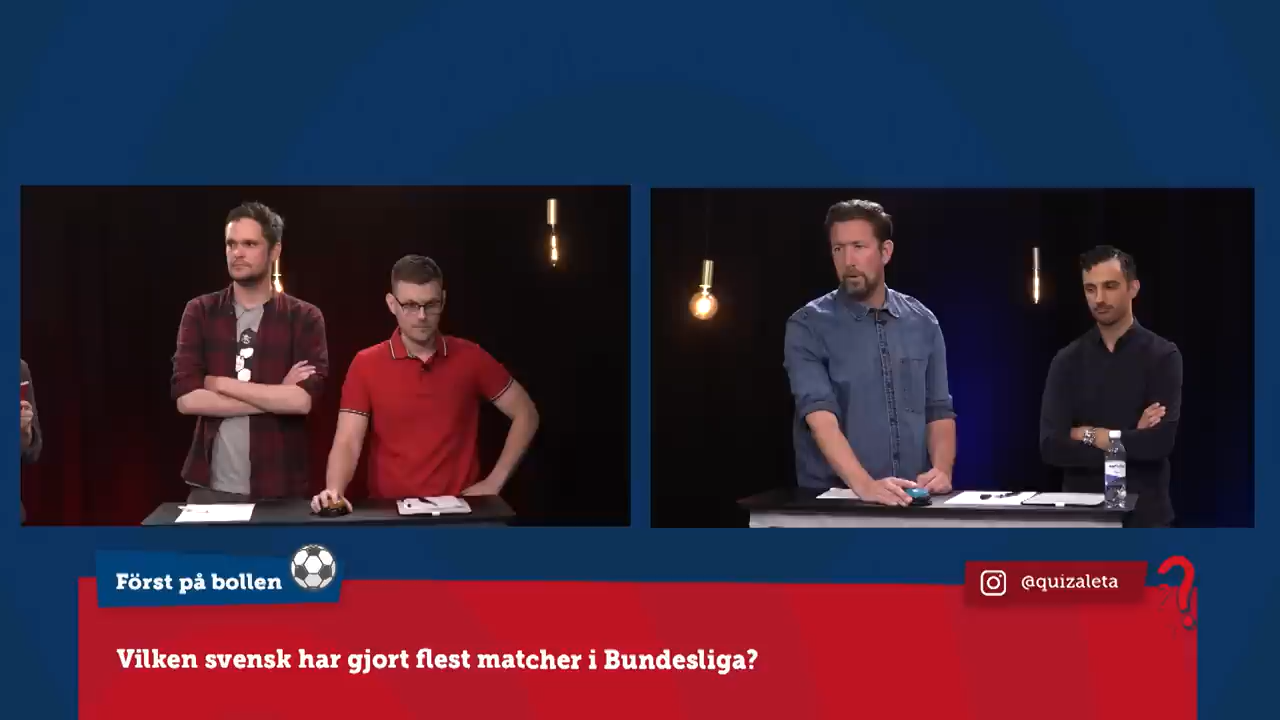 Först på bollen
@quizaleta
Vilken svensk har gjort flest matcher i Bundesliga?